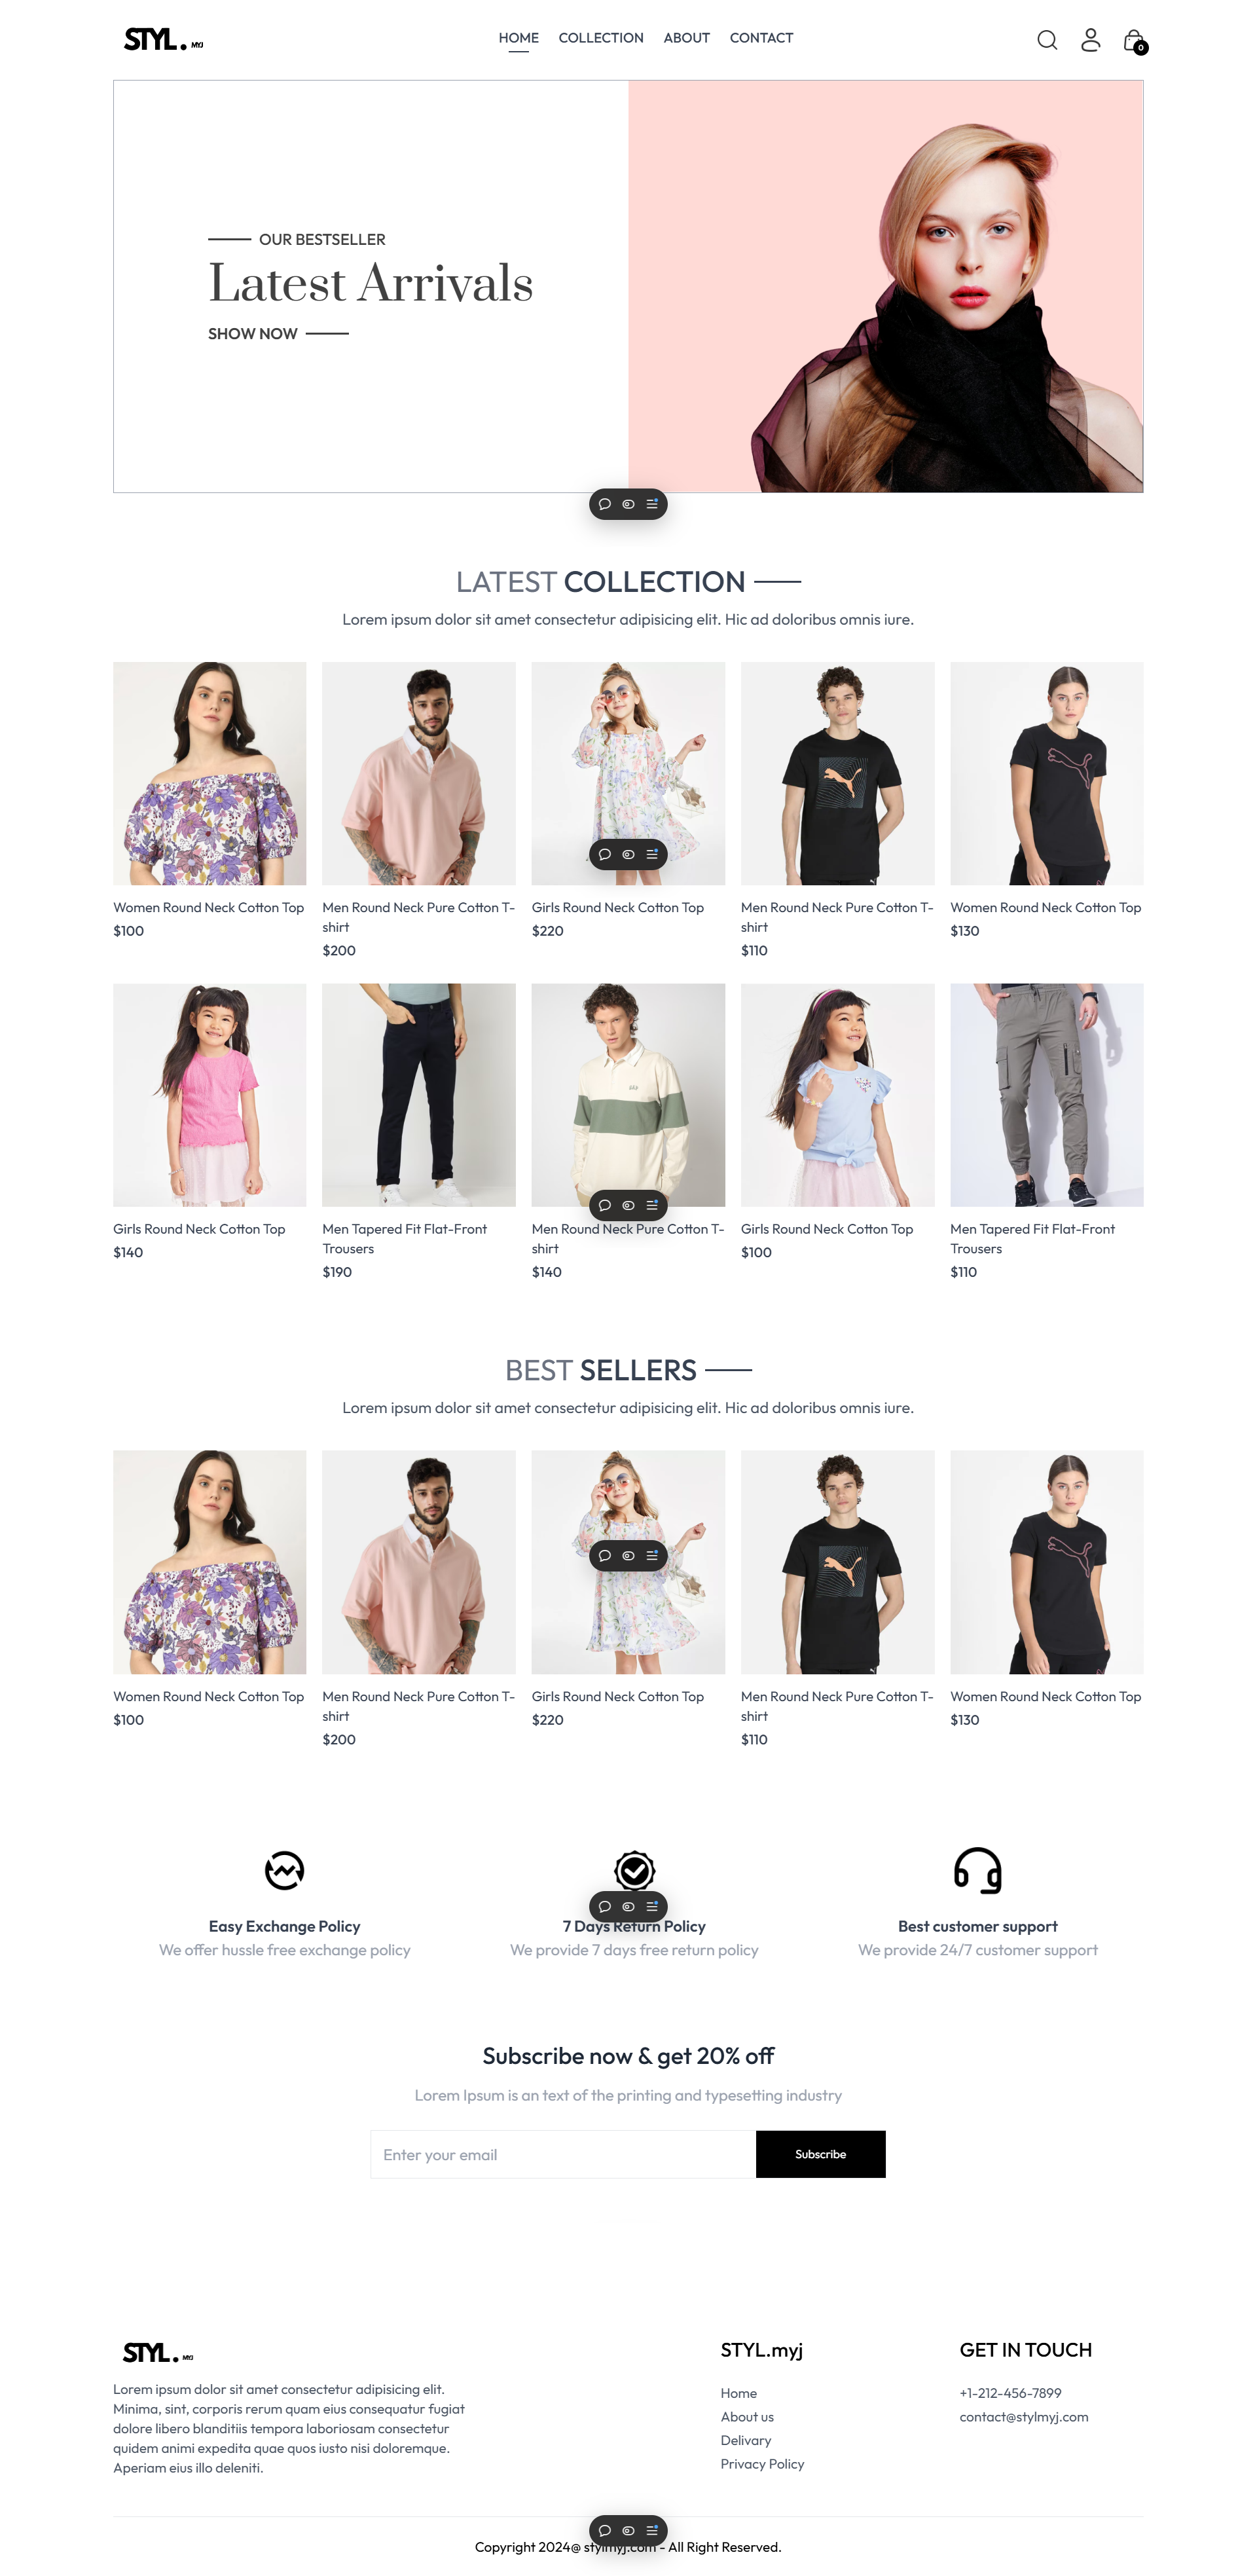 STYL. MYJ
HOME COLLECTION ABOUT CONTACT
0
OUR BESTSELLER
Latest Arrivals
SHOW NOW
LATEST COLLECTION
Lorem ipsum dolor sit amet consectetur adipisicing elit. Hic ad doloribus omnis iure.
Women Round Neck Cotton Top
$100
Men Round Neck Pure Cotton T-
shirt
$200
Girls Round Neck Cotton Top
$220
Men Round Neck Pure Cotton T-
shirt
$110
Women Round Neck Cotton Top
$130
Girls Round Neck Cotton Top
$140
Men Tapered Fit Flat-Front
Trousers
$190
Men Round Neck Pure Cotton T-
shirt
$140
Girls Round Neck Cotton Top
$100
Men Tapered Fit Flat-Front
Trousers
$110
BEST SELLERS
Lorem ipsum dolor sit amet consectetur adipisicing elit. Hic ad doloribus omnis iure.
Women Round Neck Cotton Top
$100
Men Round Neck Pure Cotton T-
shirt
$200
Girls Round Neck Cotton Top
$220
Men Round Neck Pure Cotton T-
shirt
$110
Women Round Neck Cotton Top
$130
Easy Exchange Policy
We offer hussle free exchange policy
7 Days Return Policy
We provide 7 days free return policy
Best customer support
We provide 24/7 customer support
Subscribe now & get 20% off
Lorem Ipsum is an text of the printing and typesetting industry
Enter your email
Subscribe
STYL. MYJ
Lorem ipsum dolor sit amet consectetur adipisicing elit.
Minima, sint, corporis rerum quam eius consequatur fugiat
dolore libero blanditiis tempora laboriosam consectetur
quidem animi expedita quae quos iusto nisi doloremque.
Aperiam eius illo deleniti.
STYL.myj
Home
About us
Delivary
Privacy Policy
GET IN TOUCH
+1-212-456-7899
contact@stylmyj.com
Copyright 2024@ stylmyj.com - All Right Reserved.